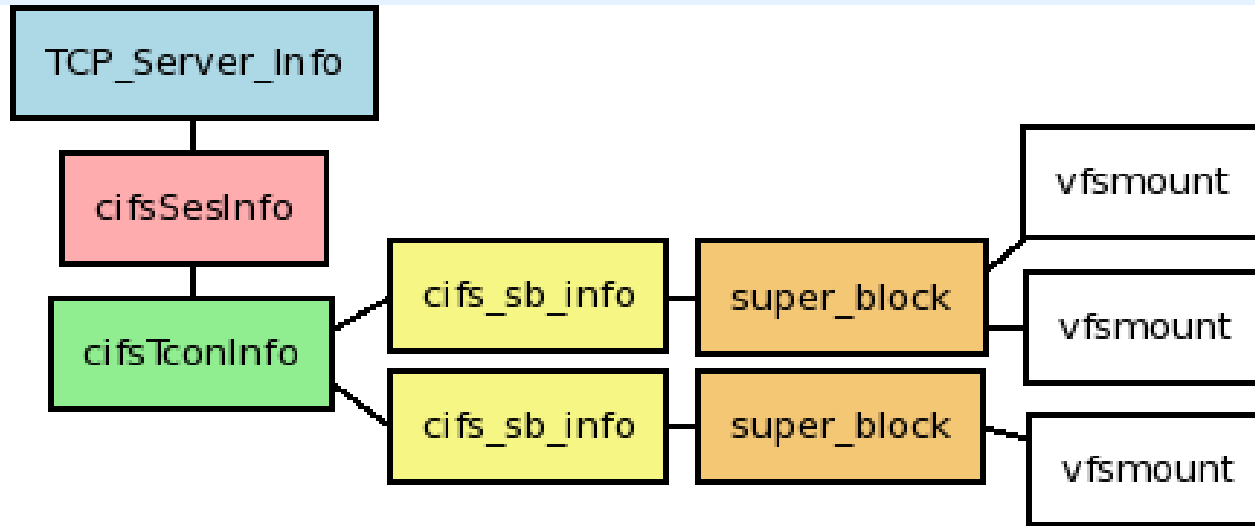 TCP_Server_Info
cifsSesInfo
cifsTconInfo
cifs_sb_info
super_block
vfsmount
vfsmount
cifs_sb_info
super_block
vfsmount